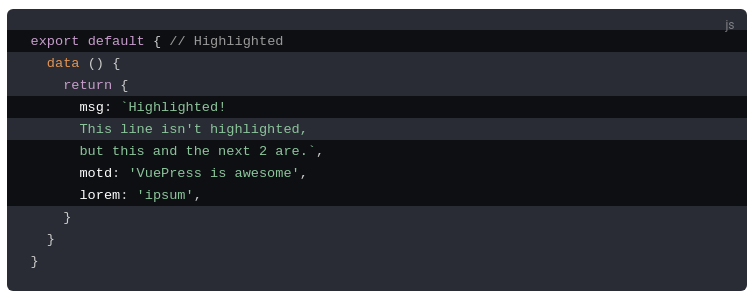 js
export default { // Highlighted
  data () {
    return {
      msg: `Highlighted!
      This line isn't highlighted,
      but this and the next 2 are.`,
      motd: 'VuePress is awesome',
      lorem: 'ipsum',
    }
  }
}